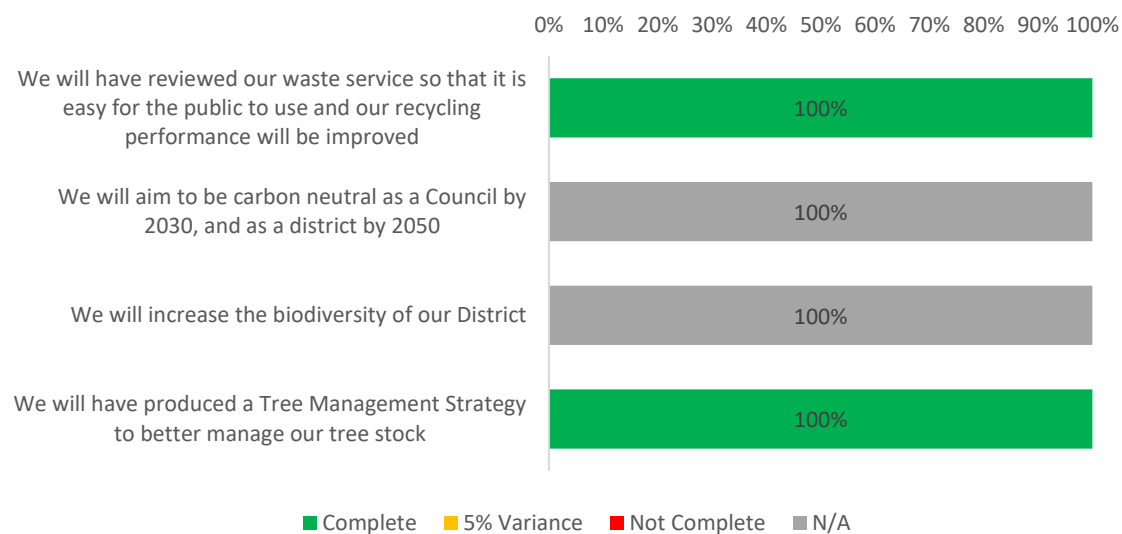 0% 10% 20% 30% 40% 50% 60% 70% 80% 90% 100%
We will have reviewed our waste service so that it is
easy for the public to use and our recycling
performance will be improved
100%
We will aim to be carbon neutral as a Council by
2030, and as a district by 2050
100%
We will increase the biodiversity of our District
100%
We will have produced a Tree Management Strategy
to better manage our tree stock
100%
Complete 5% Variance Not Complete N/A